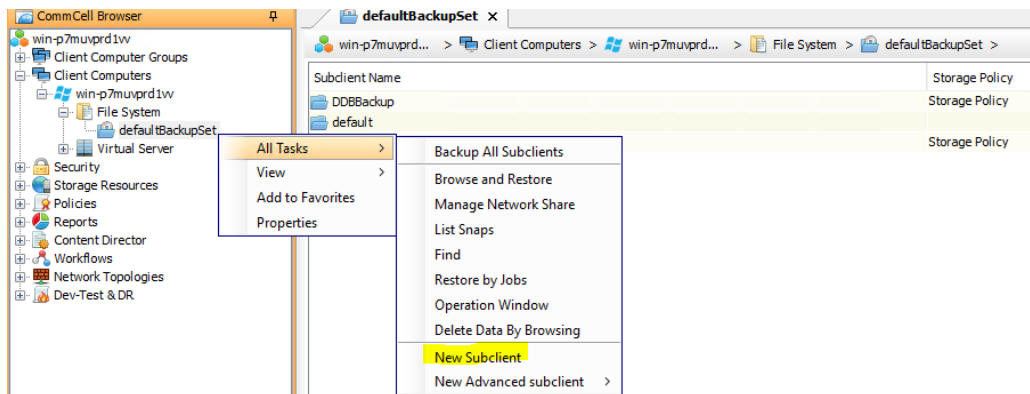 CommCell Browser
win-p7muvprd1vv
Client Computer Groups
Client Computers
win-p7muvprd1vv
File System
defaultBackupSet
Virtual Server
Security
Storage Resources
Policies
Reports
Content Director
Workflows
Network Topologies
Dev-Test & DR
defaultBackupSet ×
win-p7muvprd... > Client Computers > win-p7muvprd... > File System > defaultBackupSet >
Subclient Name Storage Policy
DDBBackup Storage Policy
default
Storage Policy
All Tasks >
View >
Add to Favorites
Properties
Backup All Subclients
Browse and Restore
Manage Network Share
List Snaps
Find
Restore by Jobs
Operation Window
Delete Data By Browsing
New Subclient
New Advanced subclient >